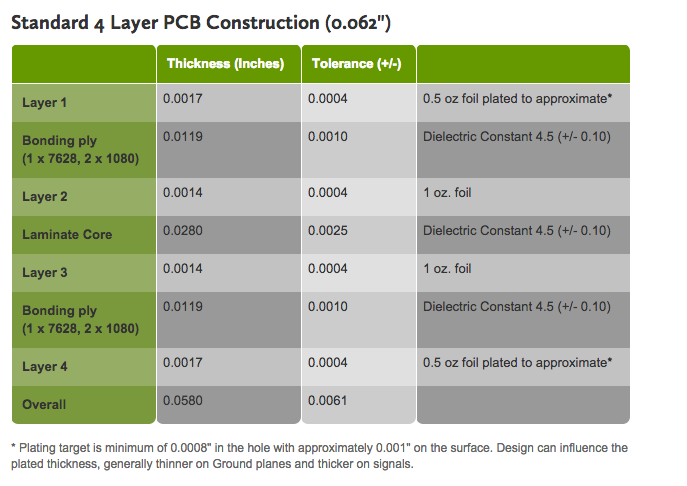 Standard 4 Layer PCB Construction (0.062")
Thickness (Inches) Tolerance (+/-)
Layer 1 0.0017 0.0004 0.5 oz foil plated to approximate*
Bonding ply 0.0119 0.0010 Dielectric Constant 4.5 (+/- 0.10)
(1 x 7628, 2 x 1080)
Layer 2 0.0014 0.0004 1 oz. foil
Laminate Core 0.0280 0.0025 Dielectric Constant 4.5 (+/- 0.10)
Layer 3 0.0014 0.0004 1 oz. foil
Bonding ply 0.0119 0.0010 Dielectric Constant 4.5 (+/- 0.10)
(1 x 7628, 2 x 1080)
Layer 4 0.0017 0.0004 0.5 oz foil plated to approximate*
Overall 0.0580 0.0061
* Plating target is minimum of 0.0008" in the hole with approximately 0.001" on the surface. Design can influence the
plated thickness, generally thinner on Ground planes and thicker on signals.